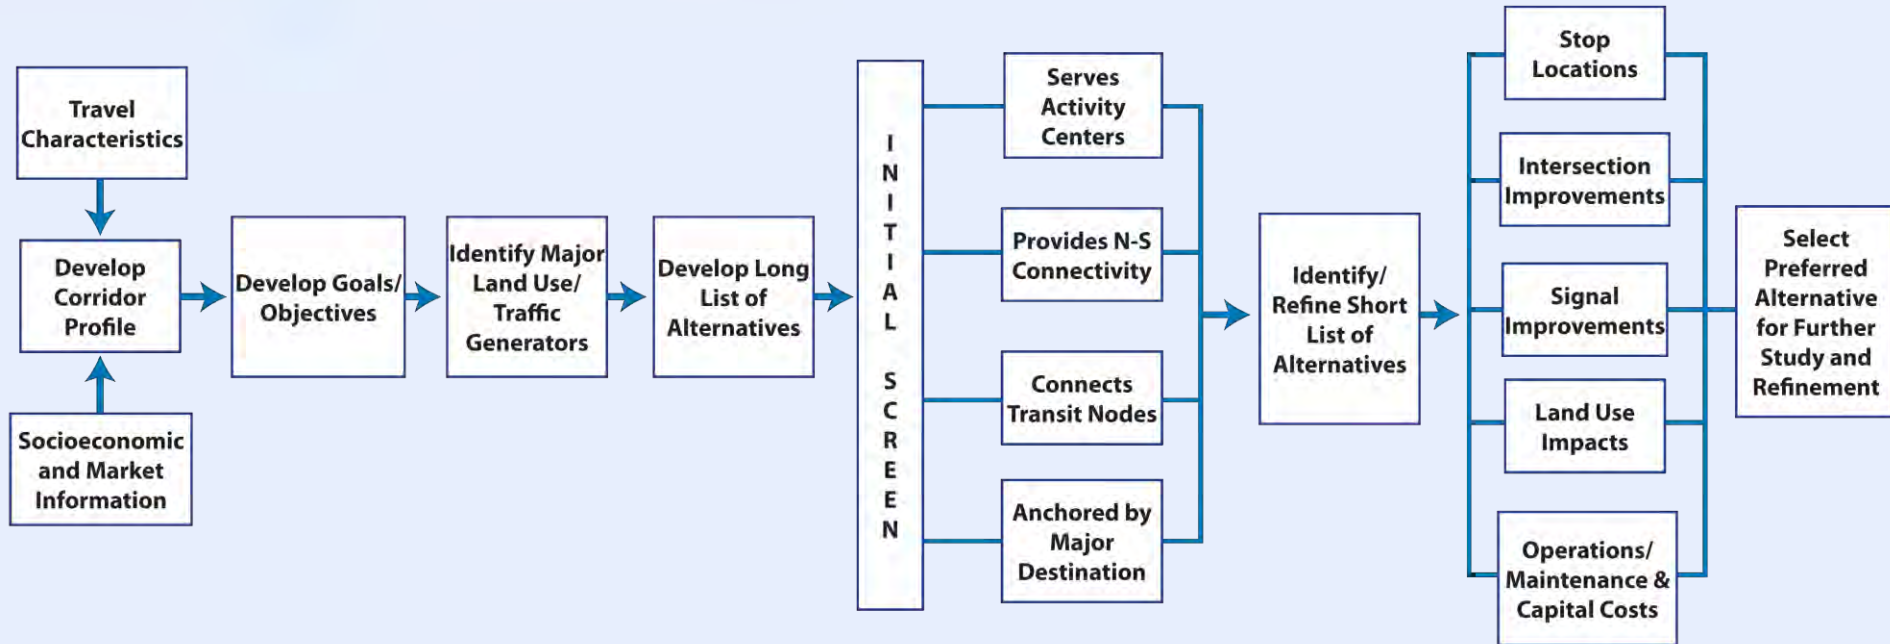 Travel
Characteristics
Develop
Corridor
Profile
Socioeconomic
and Market
Information
Develop Goals/
Objectives
Identify Major
Land Use/
Traffic
Generators
Develop Long
List of
Alternatives
INITIAL SCREEN
Serves
Activity
Centers
Provides N-S
Connectivity
Connects
Transit Nodes
Anchored by
Major
Destination
Identify/
Refine Short
List of
Alternatives
Stop
Locations
Intersection
Improvements
Signal
Improvements
Land Use
Impacts
Operations/
Maintenance &
Capital Costs
Select
Preferred
Alternative
for Further
Study and
Refinement